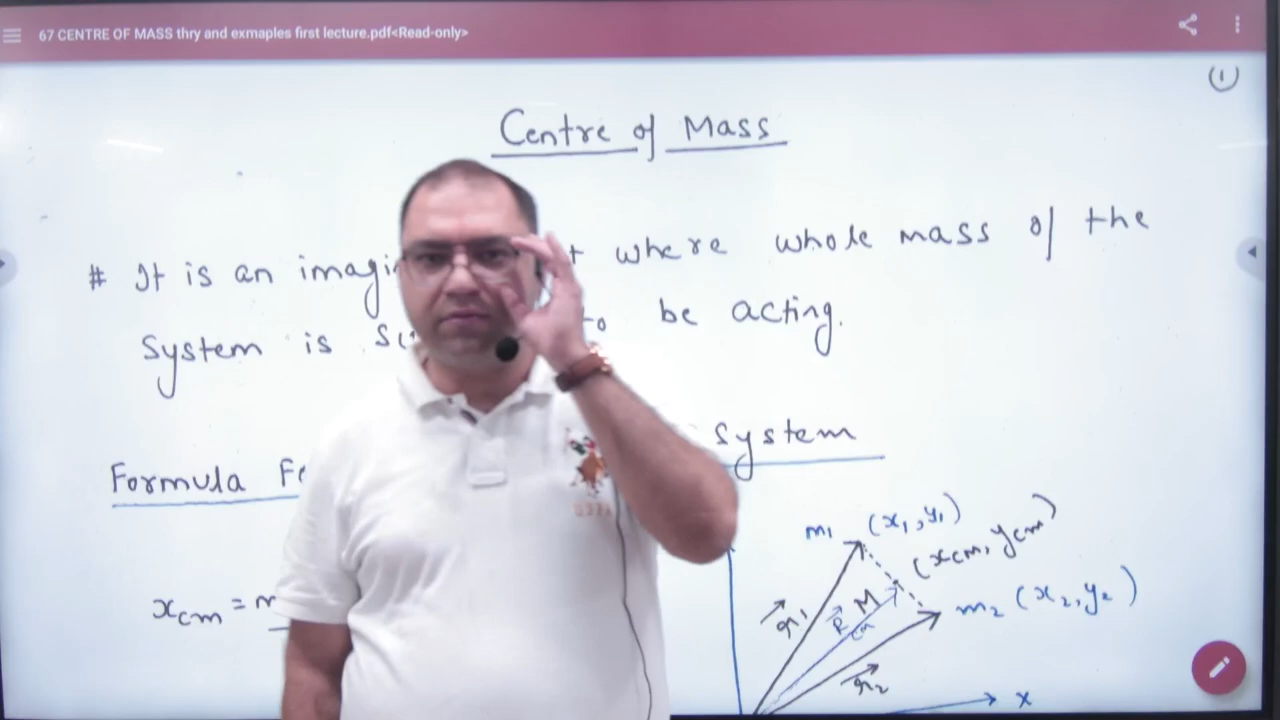 67 CENTRE OF MASS thry and exmaples first lecture.pdf<Read-only>
(1)
Centre of Mass
# It is an where whole mass of the
System is to be acting.
Formula System
m1 (x1, y1)
(xcm, ycm)
xcm =
r1
M
Rcm
m2 (x2, y2)
r2
x